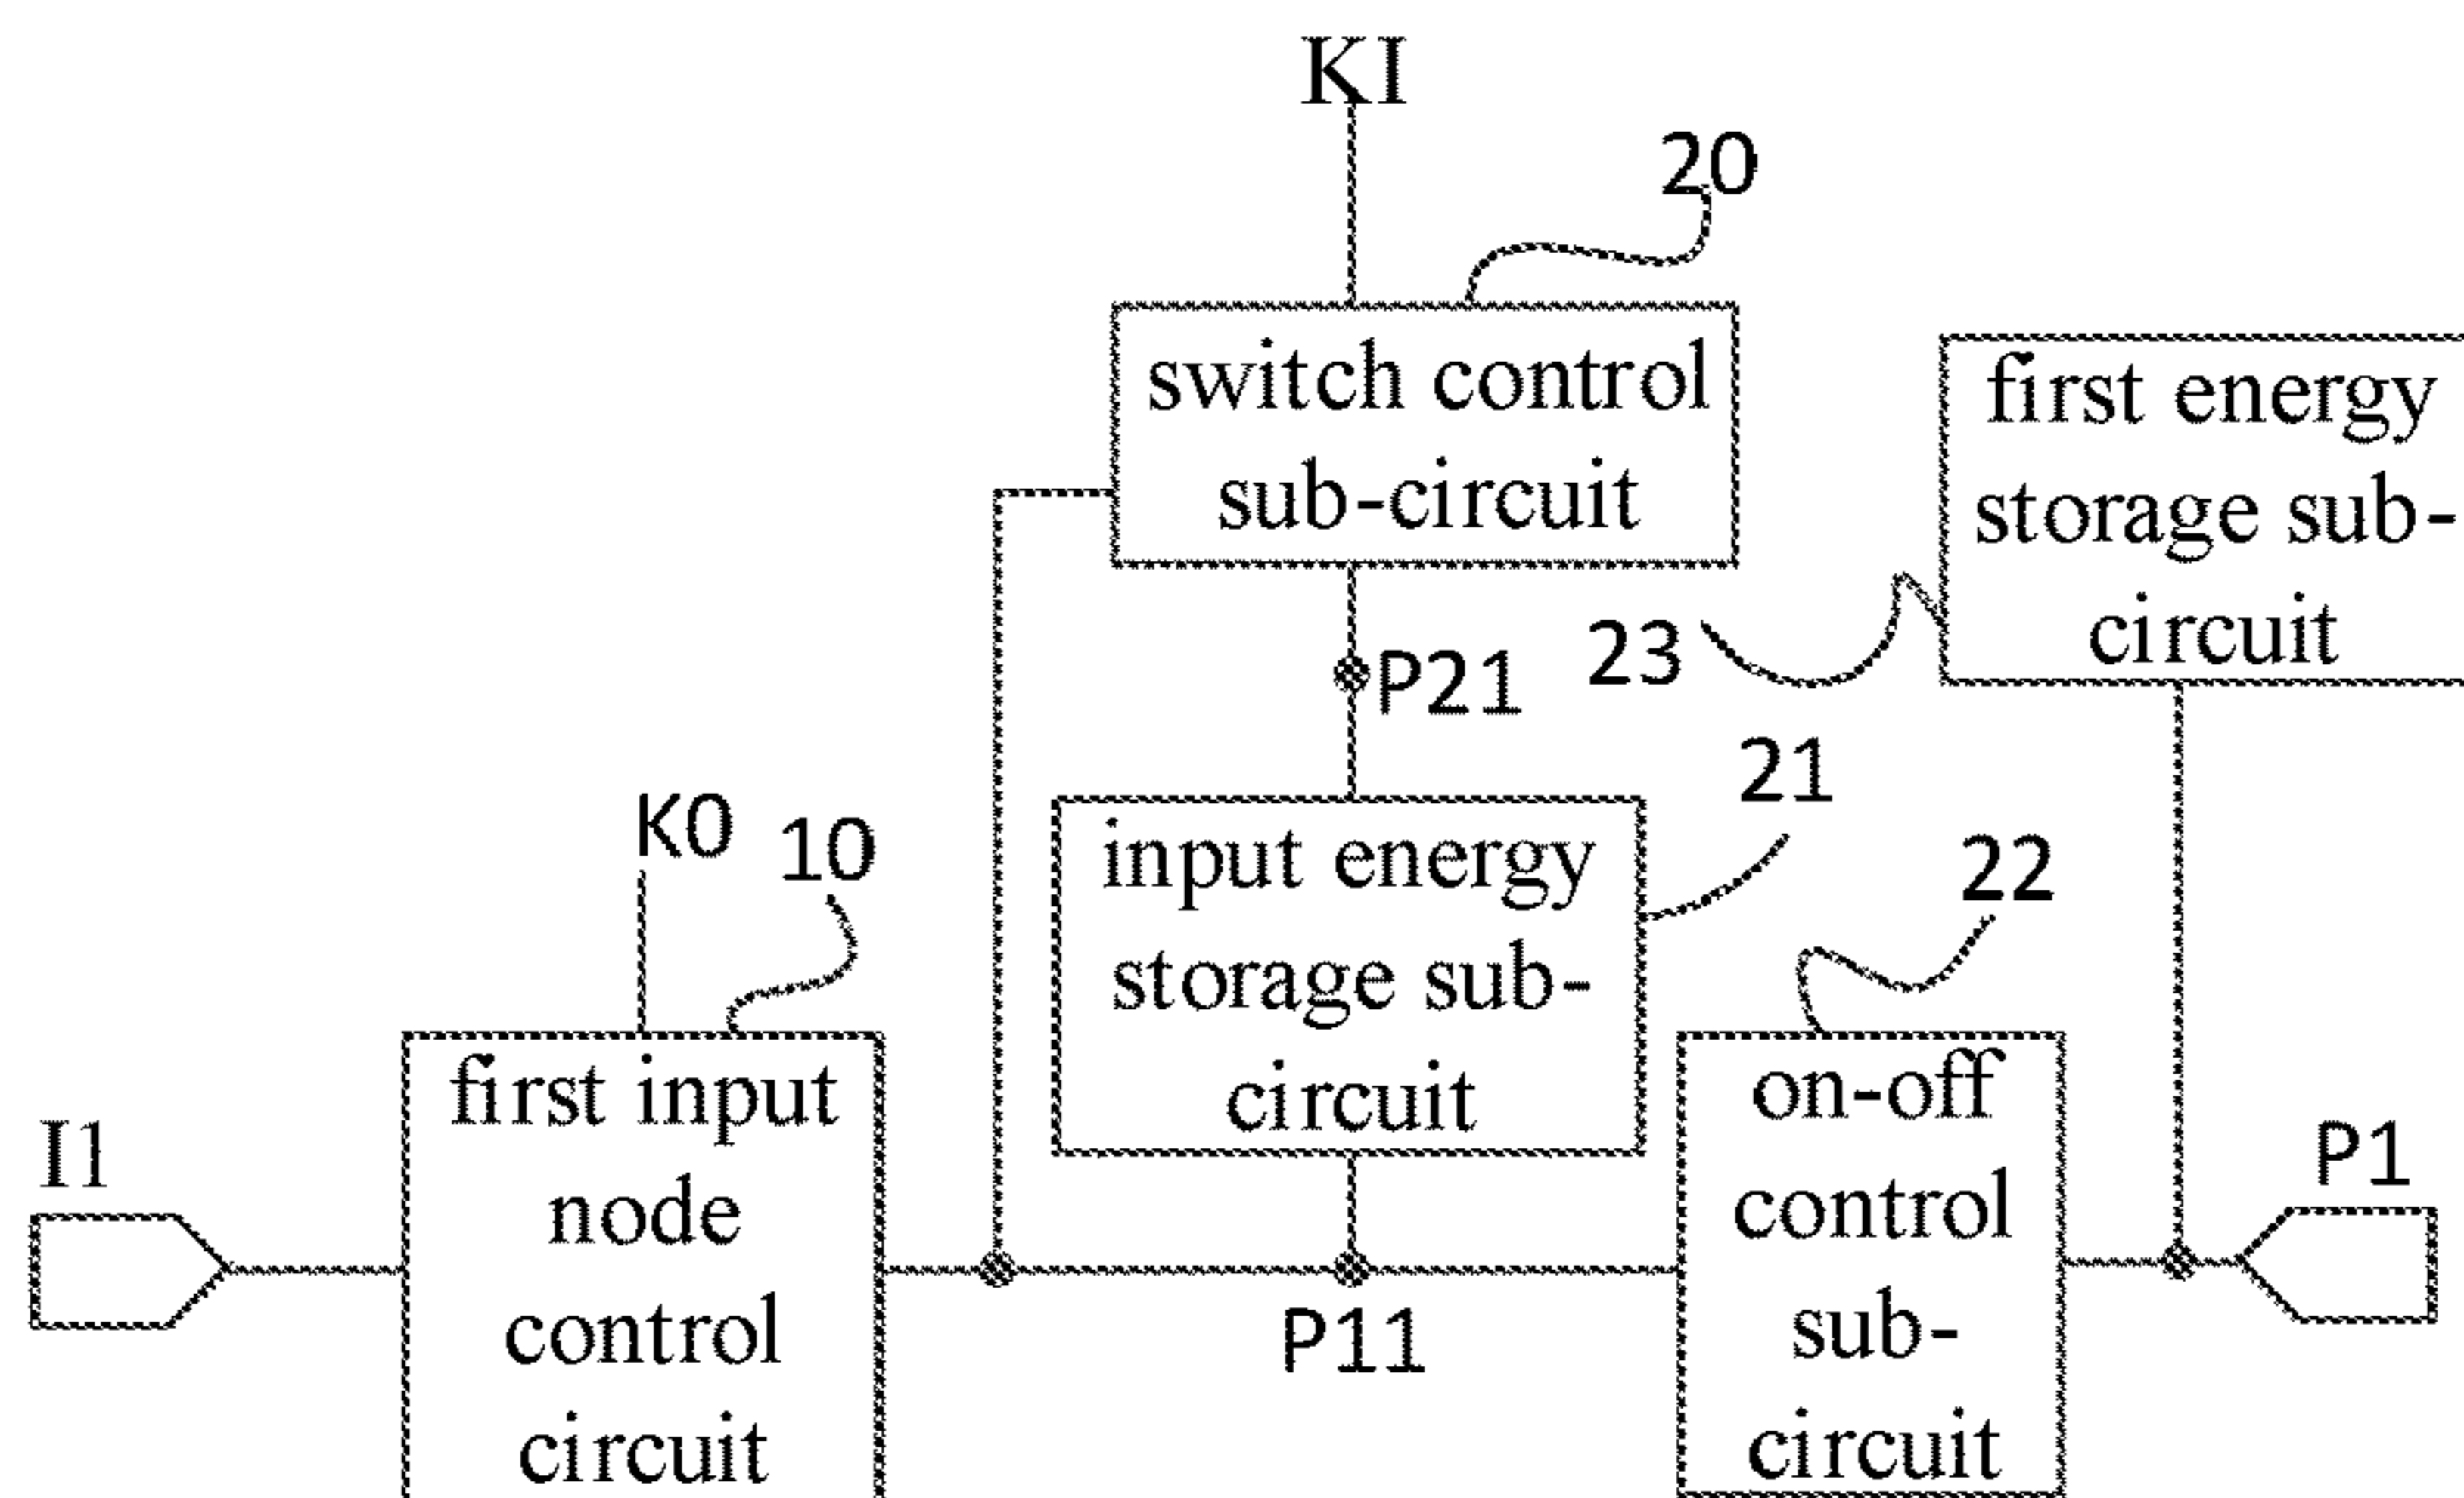 KI
20
switch control
sub-circuit
first energy
storage sub-
circuit
23
P21
21
K0
10
input energy
storage sub-
circuit
22
first input
node
control
circuit
on-off
control
sub-
circuit
I1
P1
P11